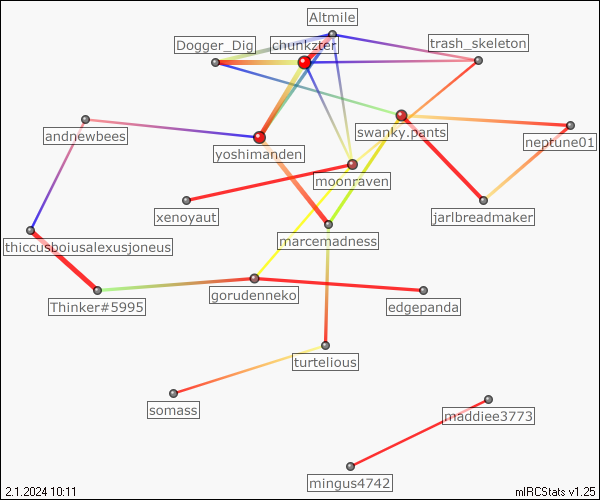 Altmile
Dogger_Dig
chunkzter
trash_skeleton
andnewbees
swanky.pants
neptune01
yoshimanden
moonraven
xenoyaut
jarlbreadmaker
marcemadness
thiccusboiusalexusjoneus
Thinker#5995
gorudenneko
edgepanda
turtelious
somass
maddiee3773
mingus4742
2.1.2024 10:11
mIRCStats v1.25